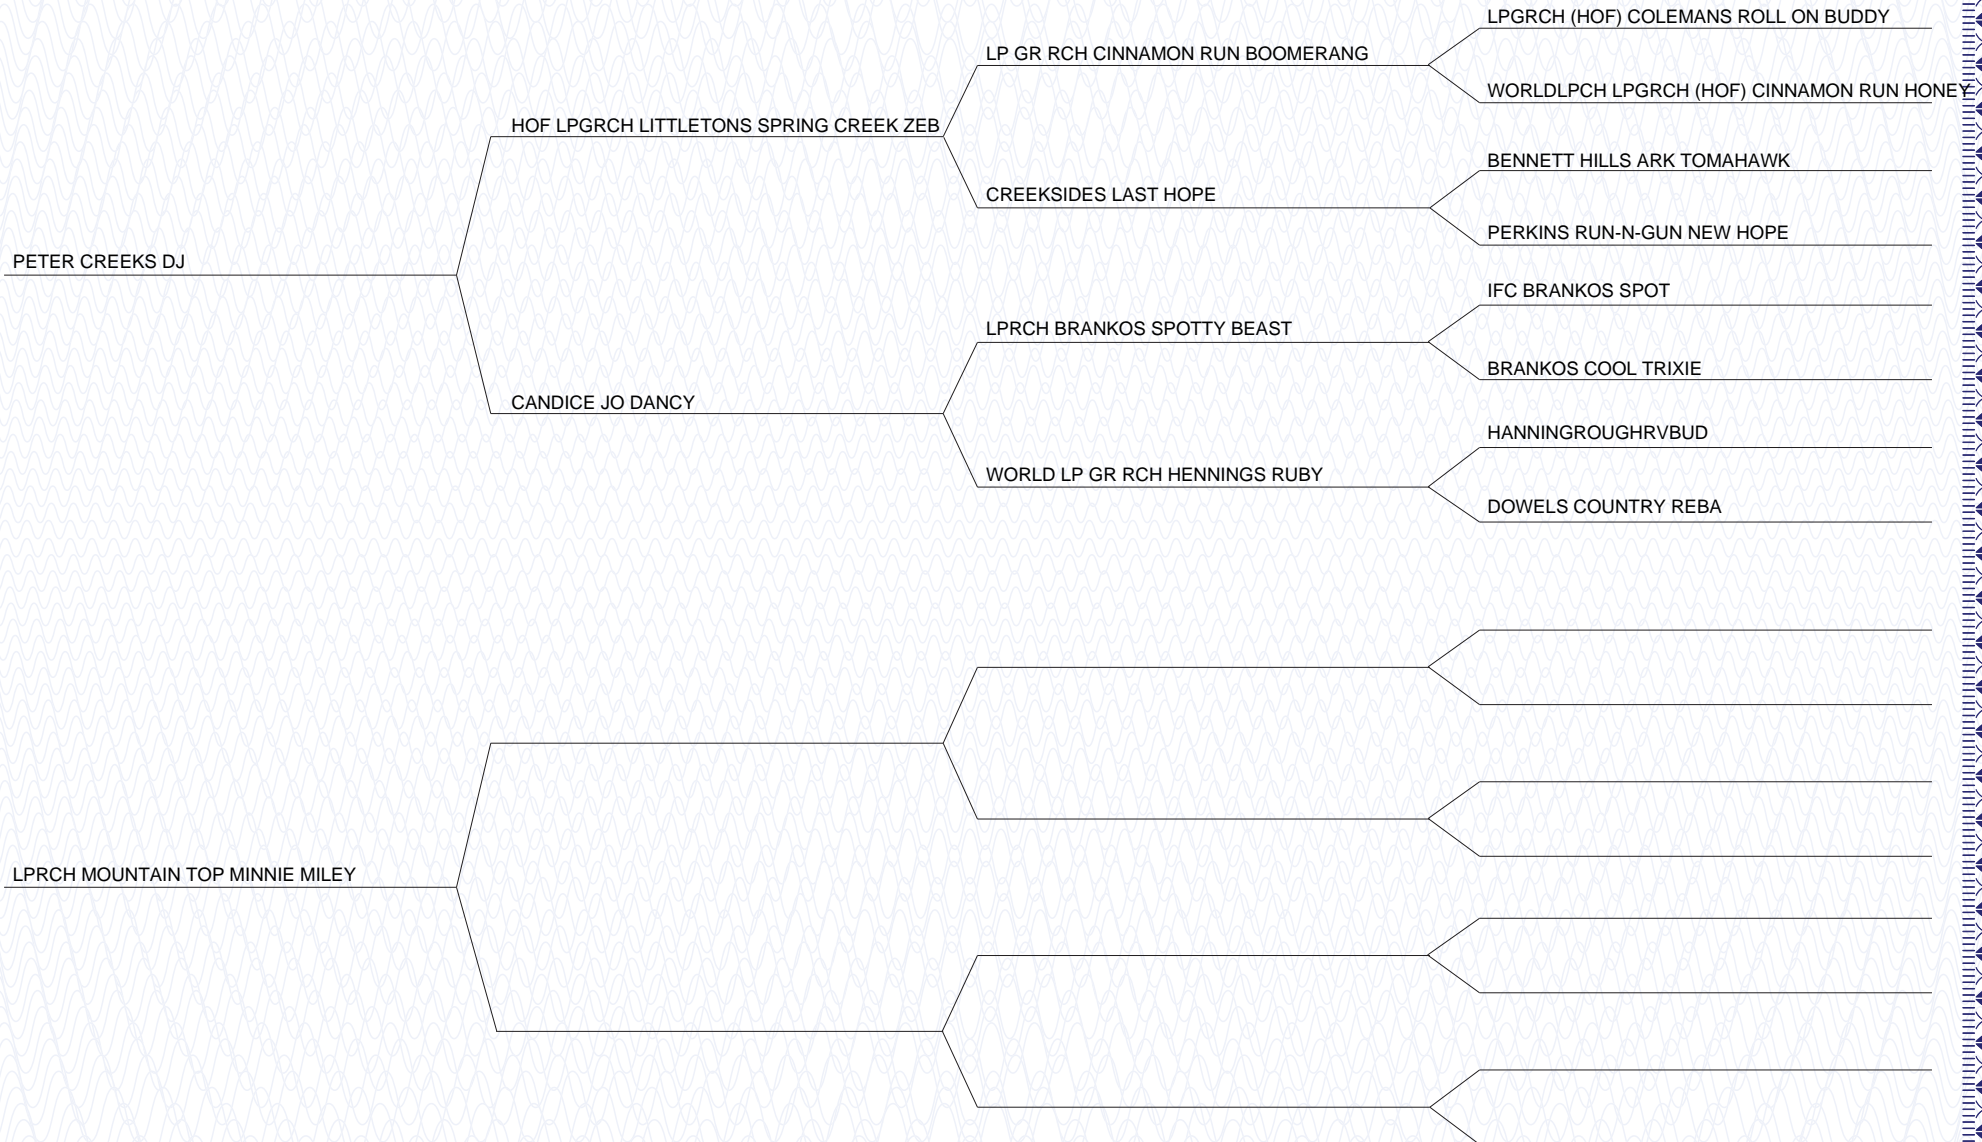 LPGRCH (HOF) COLEMANS ROLL ON BUDDY
LP GR RCH CINNAMON RUN BOOMERANG
WORLDLPCH LPGRCH (HOF) CINNAMON RUN HONEY
HOF LPGRCH LITTLETONS SPRING CREEK ZEB
BENNETT HILLS ARK TOMAHAWK
CREEKSIDES LAST HOPE
PERKINS RUN-N-GUN NEW HOPE
PETER CREEKS DJ
IFC BRANKOS SPOT
LPRCH BRANKOS SPOTTY BEAST
BRANKOS COOL TRIXIE
CANDICE JO DANCY
HANNINGROUGHRVBUD
WORLD LP GR RCH HENNINGS RUBY
DOWELS COUNTRY REBA
LPRCH MOUNTAIN TOP MINNIE MILEY